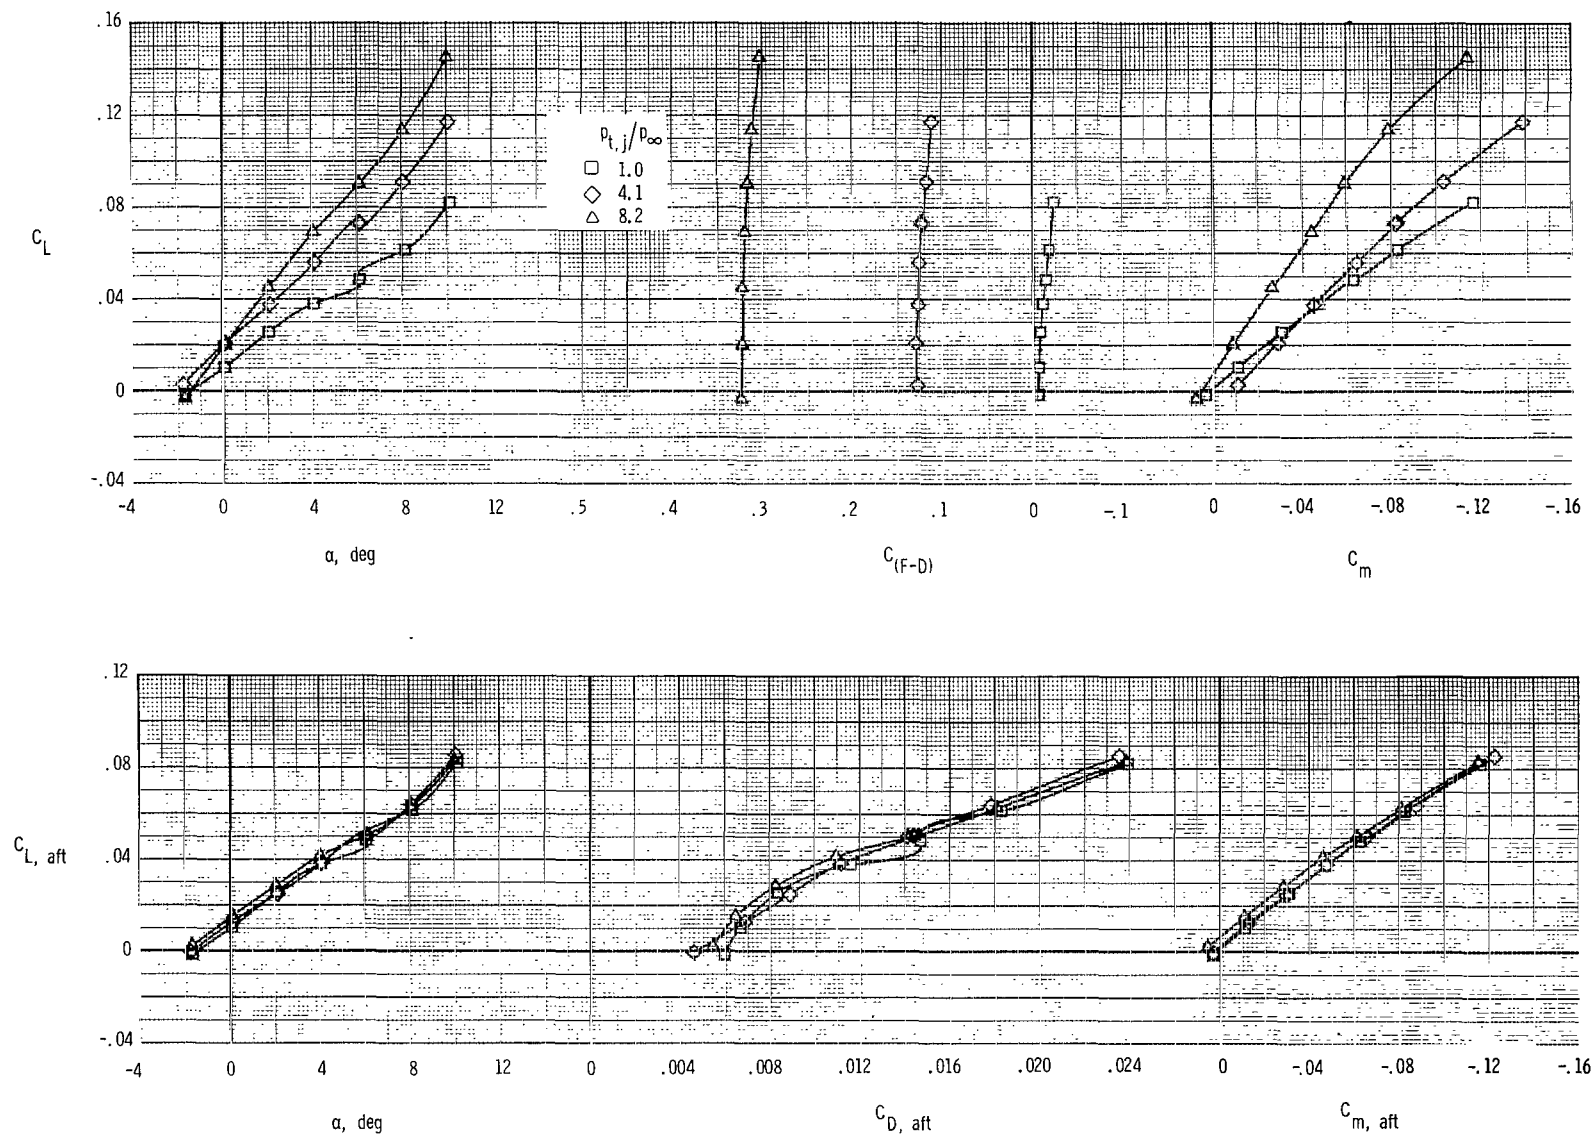 .16
.12
.08
.04
0
-.04
C_L
p_t,j/p_∞
1.0
4.1
8.2
-4 0 4 8 12 .5 .4 .3 .2 .1 0 -.1 0 -.04 -.08 -.12 -.16
α, deg C_(F-D) C_m
.12
.08
.04
0
-.04
C_L, aft
-4 0 4 8 12 0 .004 .008 .012 .016 .020 .024 0 -.04 -.08 -.12 -.16
α, deg C_D, aft C_m, aft